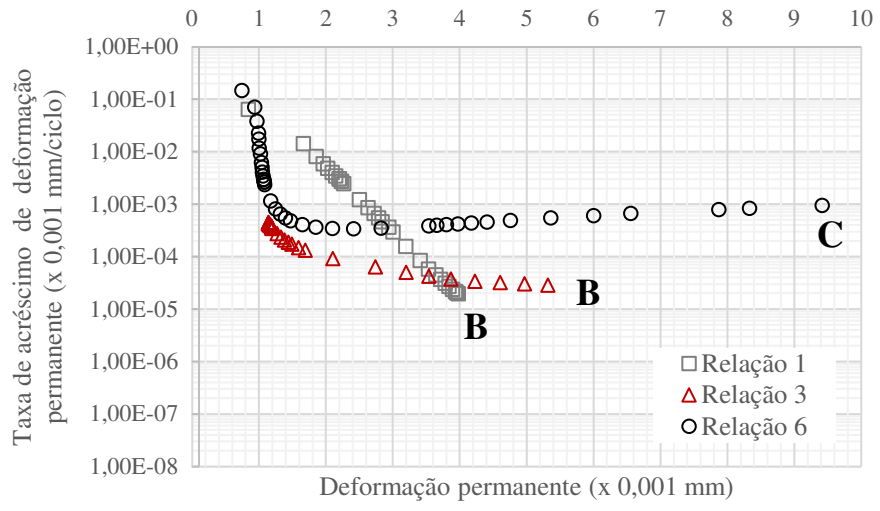 0 1 2 3 4 5 6 7 8 9 10
1,00E+00
1,00E-01
1,00E-02
1,00E-03
1,00E-04
1,00E-05
1,00E-06
1,00E-07
1,00E-08
Taxa de acréscimo de deformação
permanente (x 0,001 mm/ciclo)
C
B
B
Relação 1
Relação 3
Relação 6
Deformação permanente (x 0,001 mm)